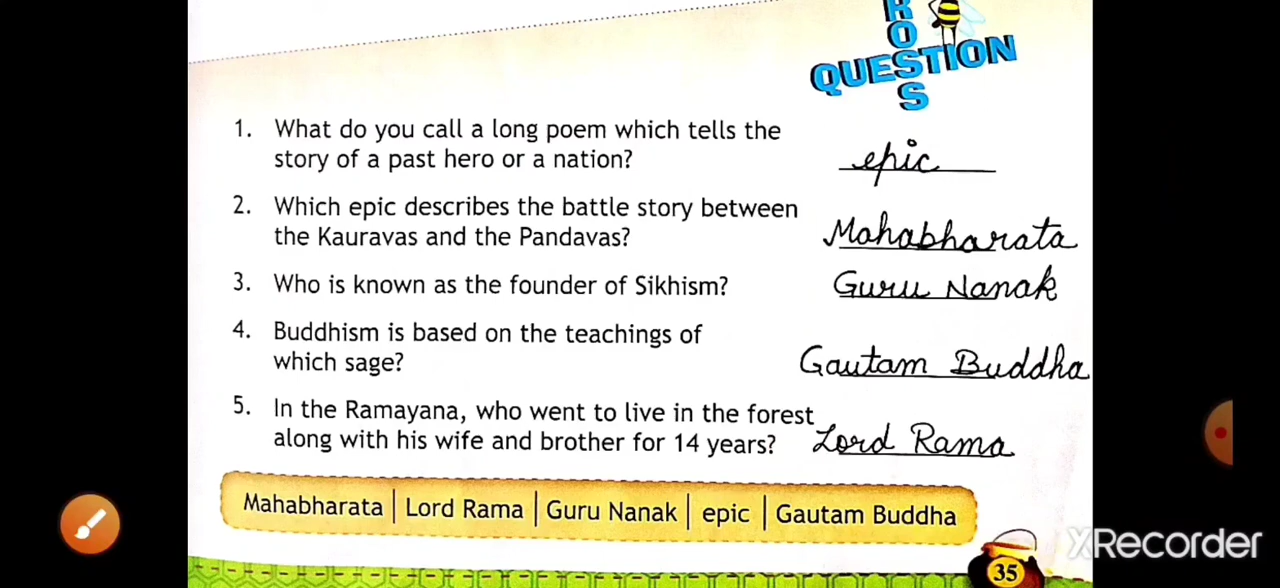 ROSS
QUESTION
1. What do you call a long poem which tells the
story of a past hero or a nation?
epic
2. Which epic describes the battle story between
the Kauravas and the Pandavas?
Mahabharata
3. Who is known as the founder of Sikhism?
Guru Nanak
4. Buddhism is based on the teachings of
which sage?
Gautam Buddha
5. In the Ramayana, who went to live in the forest
along with his wife and brother for 14 years?
Lord Rama
Mahabharata | Lord Rama | Guru Nanak | epic | Gautam Buddha
35
XRecorder